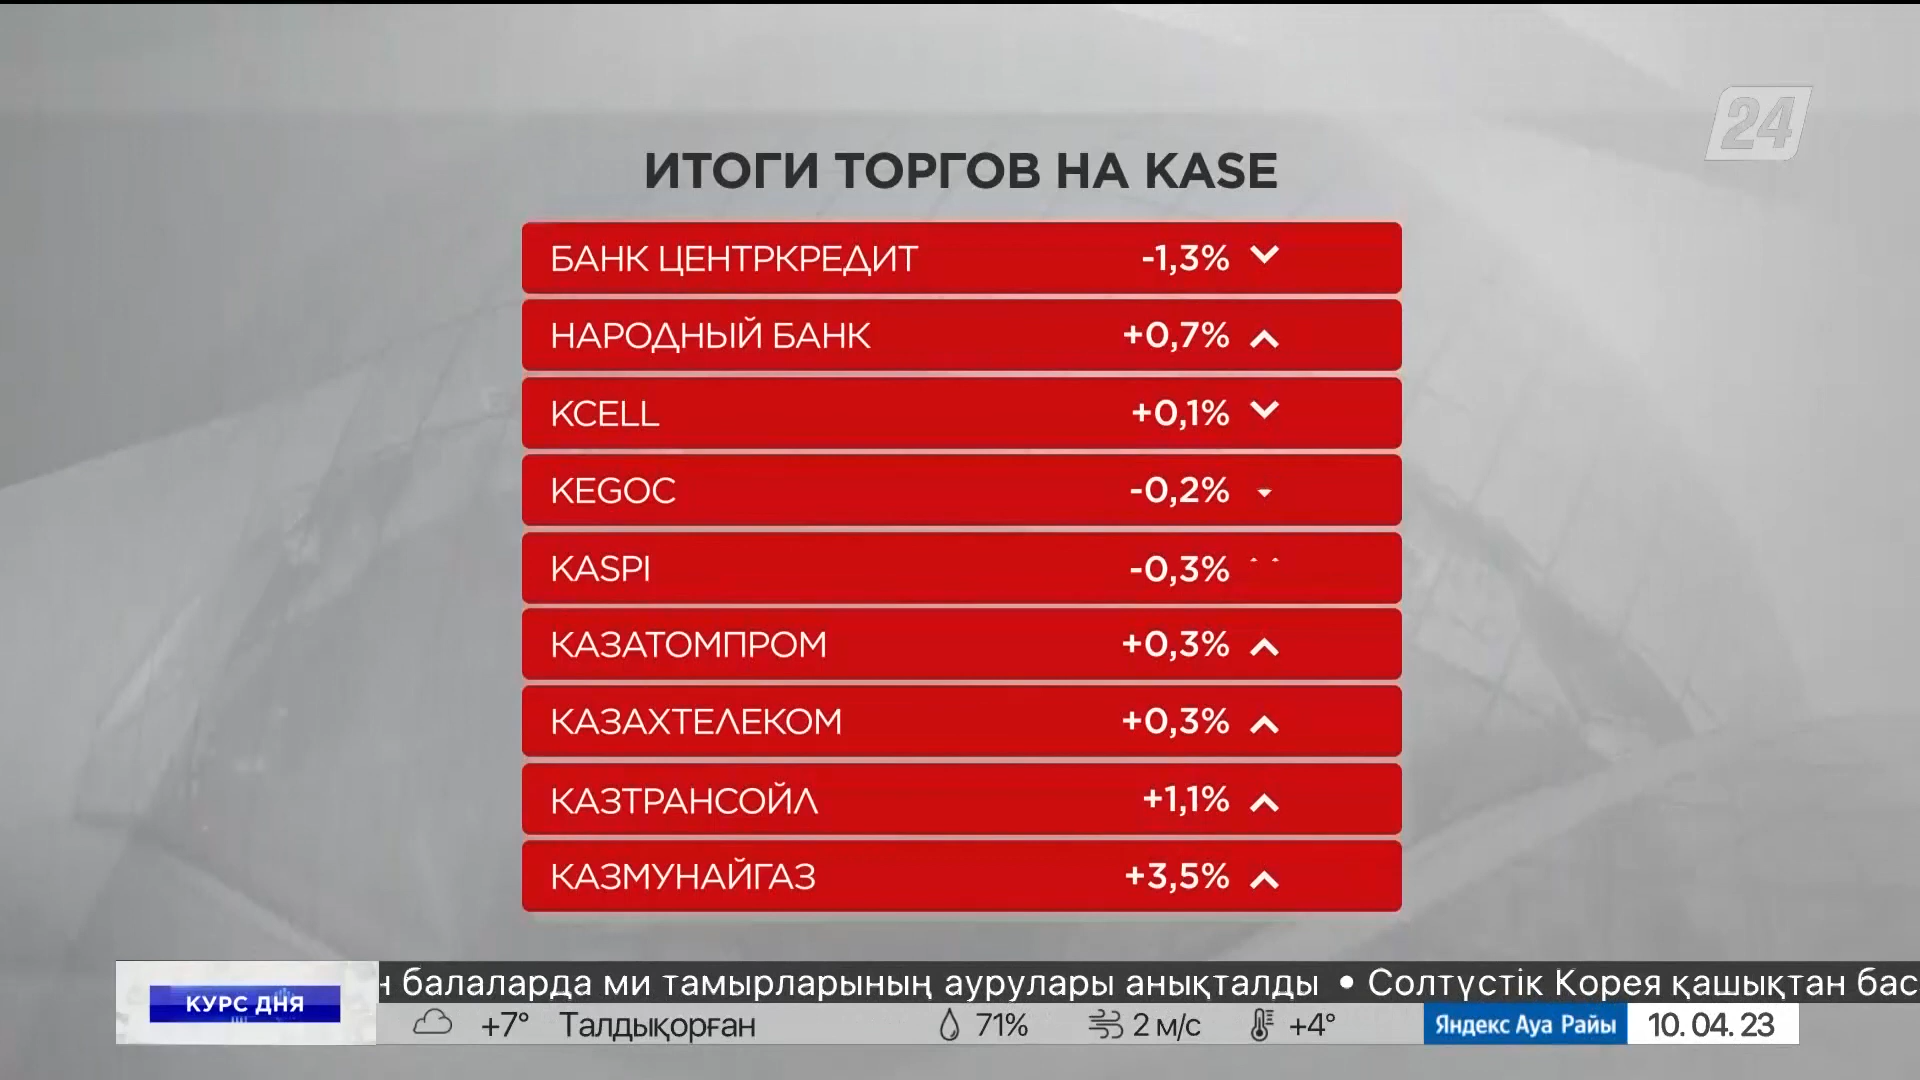 24
ИТОГИ ТОРГОВ НА KASE
БАНК ЦЕНТРКРЕДИТ -1,3%
НАРОДНЫЙ БАНК +0,7%
KCELL +0,1%
KEGOC -0,2%
KASPI -0,3%
КАЗАТОМПРОМ +0,3%
КАЗАХТЕЛЕКОМ +0,3%
КАЗТРАНСОЙЛ +1,1%
КАЗМУНАЙГАЗ +3,5%
балаларда ми тамырларының аурулары анықталды • Солтүстік Корея қашықтан бас
КУРС ДНЯ
+7° Талдықорған 71% 2 м/с +4° Яндекс Ауа Райы 10.04.23